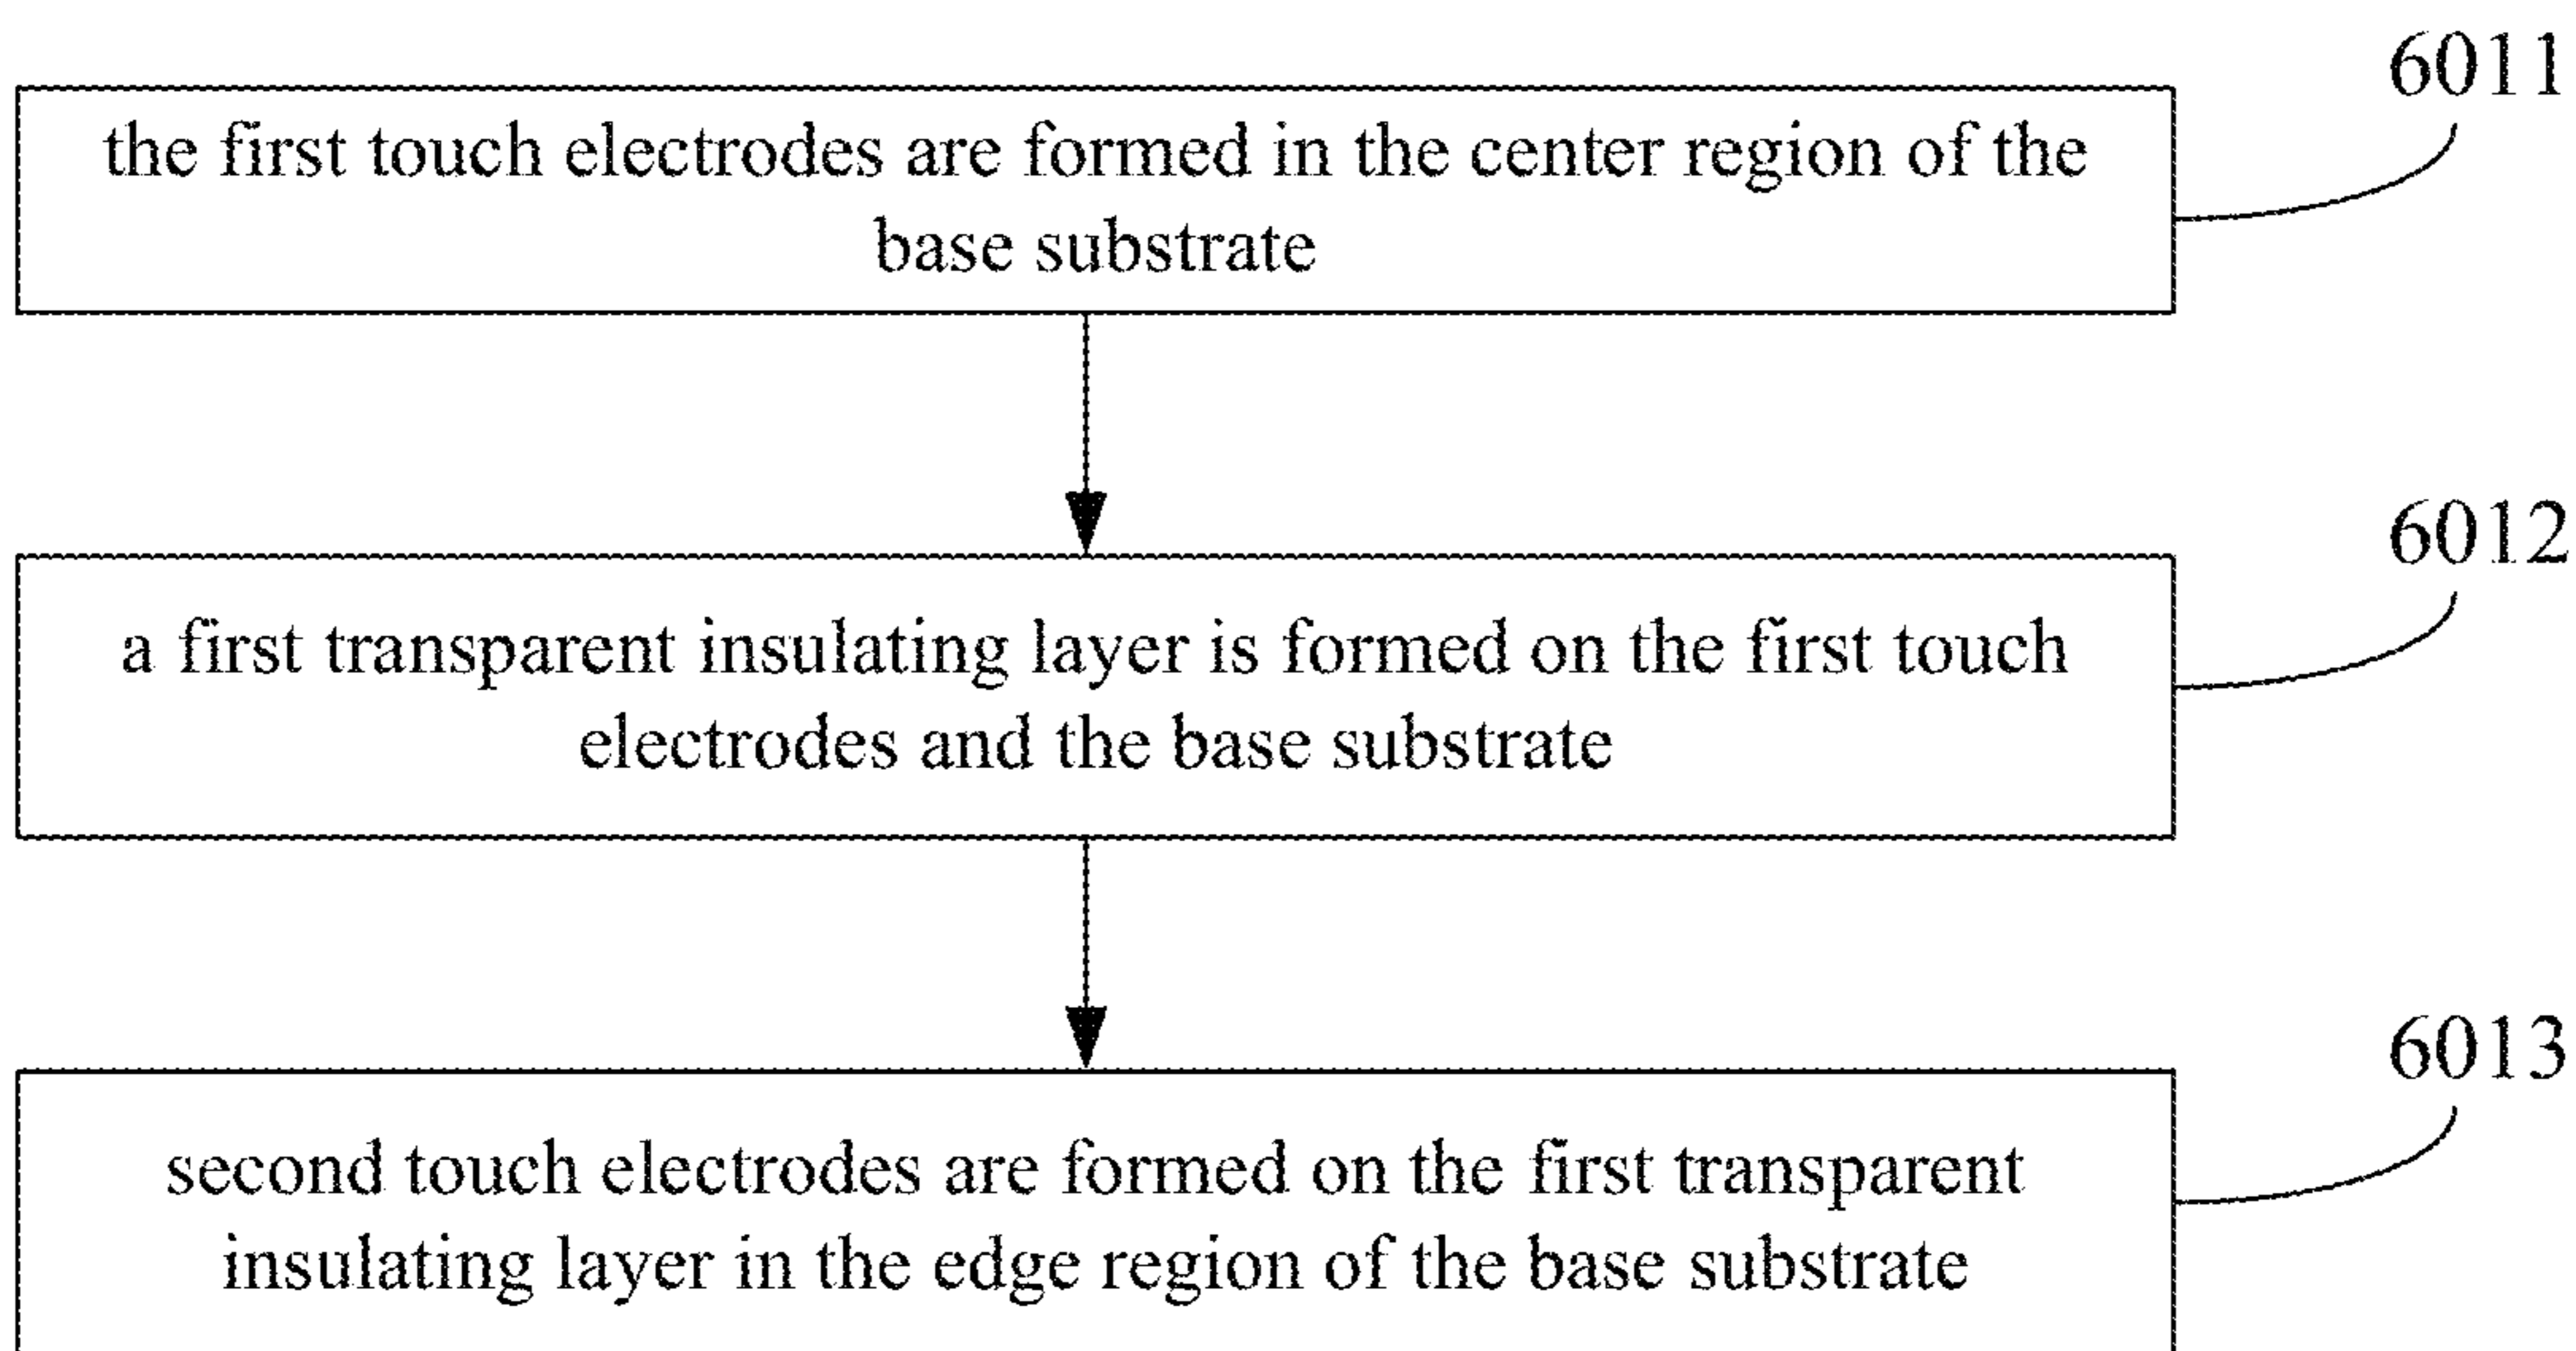 6011
the first touch electrodes are formed in the center region of the
base substrate
6012
a first transparent insulating layer is formed on the first touch
electrodes and the base substrate
6013
second touch electrodes are formed on the first transparent
insulating layer in the edge region of the base substrate